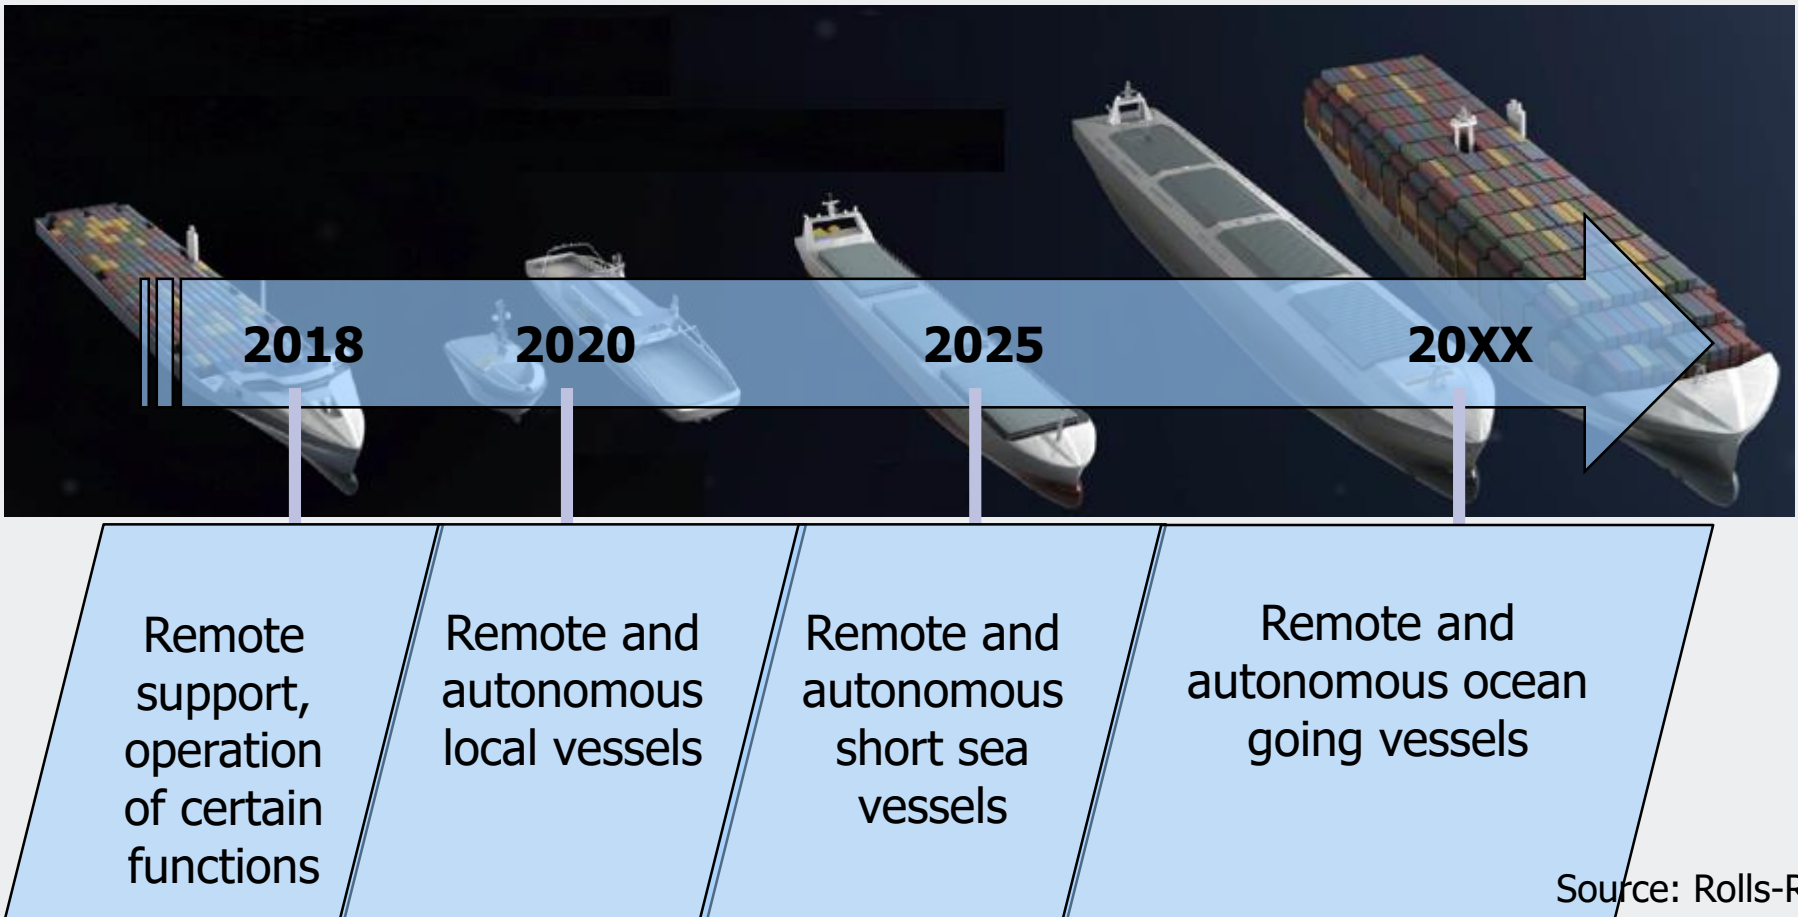 2018
2020
2025
20XX
Remote
support,
operation
of certain
functions
Remote and
autonomous
local vessels
Remote and
autonomous
short sea
vessels
Remote and
autonomous ocean
going vessels
Source: Rolls-R